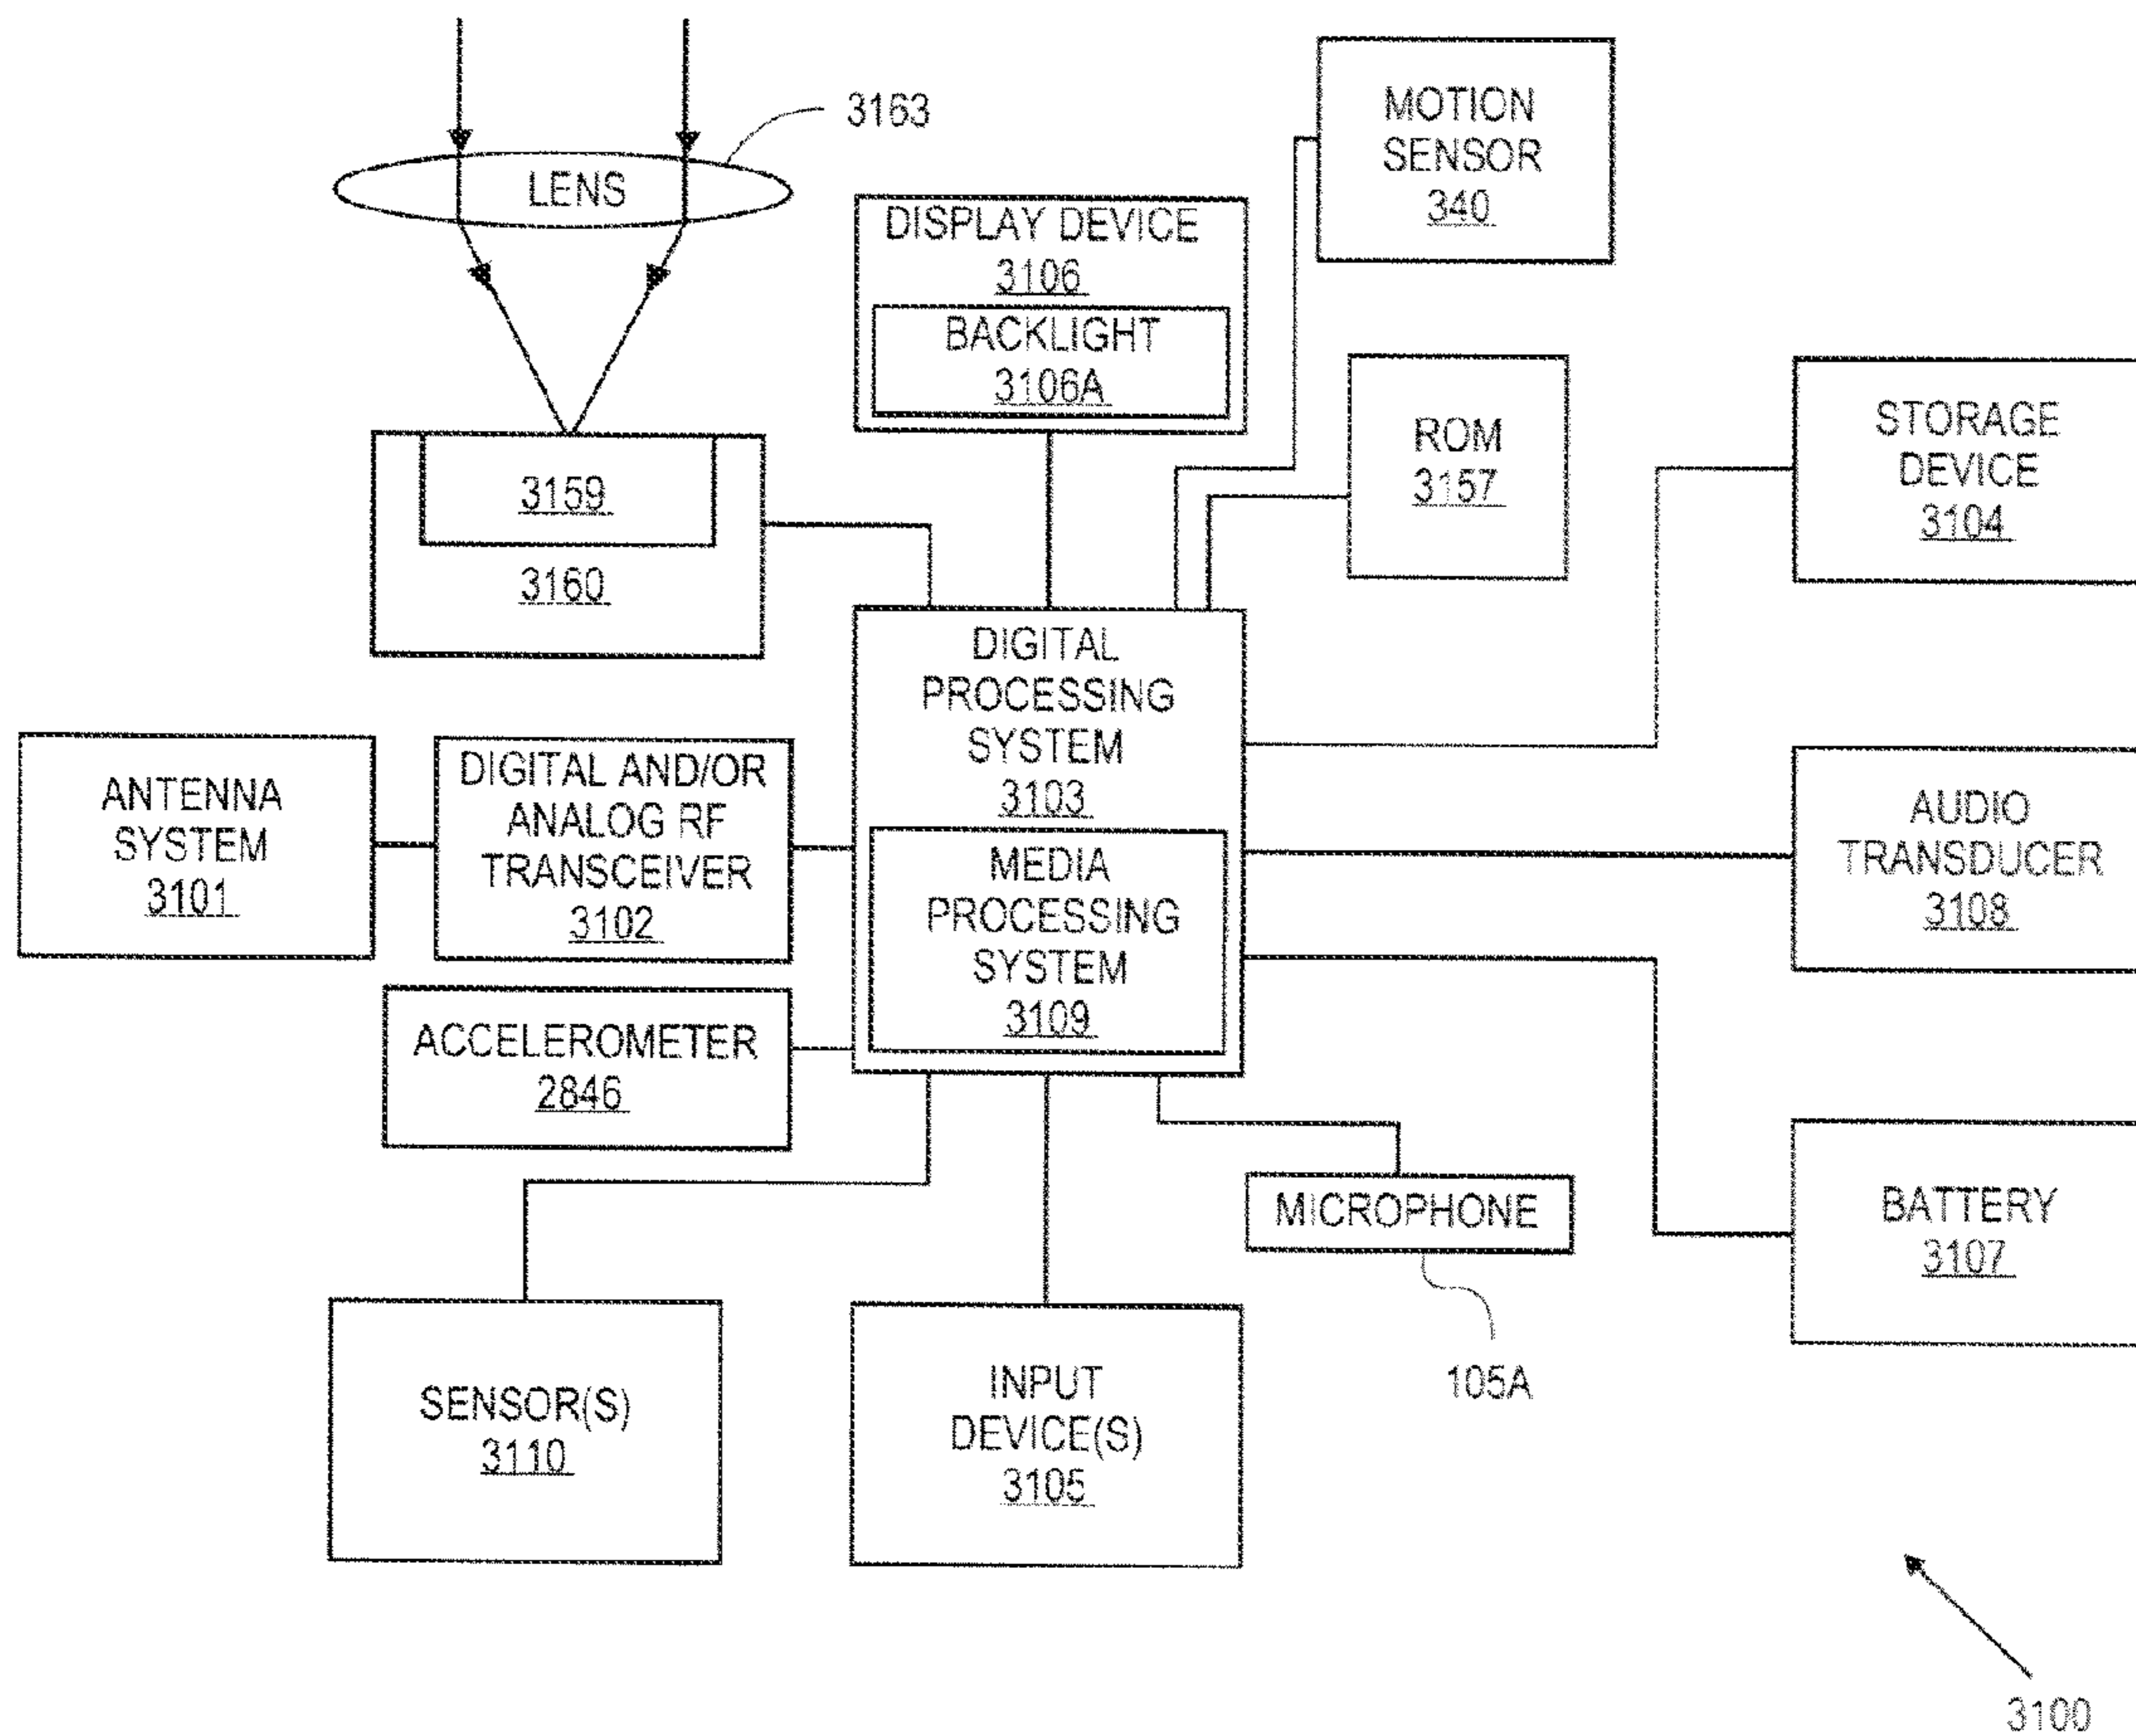 3163
LENS
MOTION
SENSOR
340
DISPLAY DEVICE
3106
BACKLIGHT
3106A
ROM
3157
STORAGE
DEVICE
3104
3159
3160
DIGITAL
PROCESSING
SYSTEM
3103
ANTENNA
SYSTEM
3101
DIGITAL AND/OR
ANALOG RF
TRANSCEIVER
3102
MEDIA
PROCESSING
SYSTEM
3109
AUDIO
TRANSDUCER
3108
ACCELEROMETER
2846
MICROPHONE
105A
BATTERY
3107
SENSOR(S)
3110
INPUT
DEVICE(S)
3105
3100